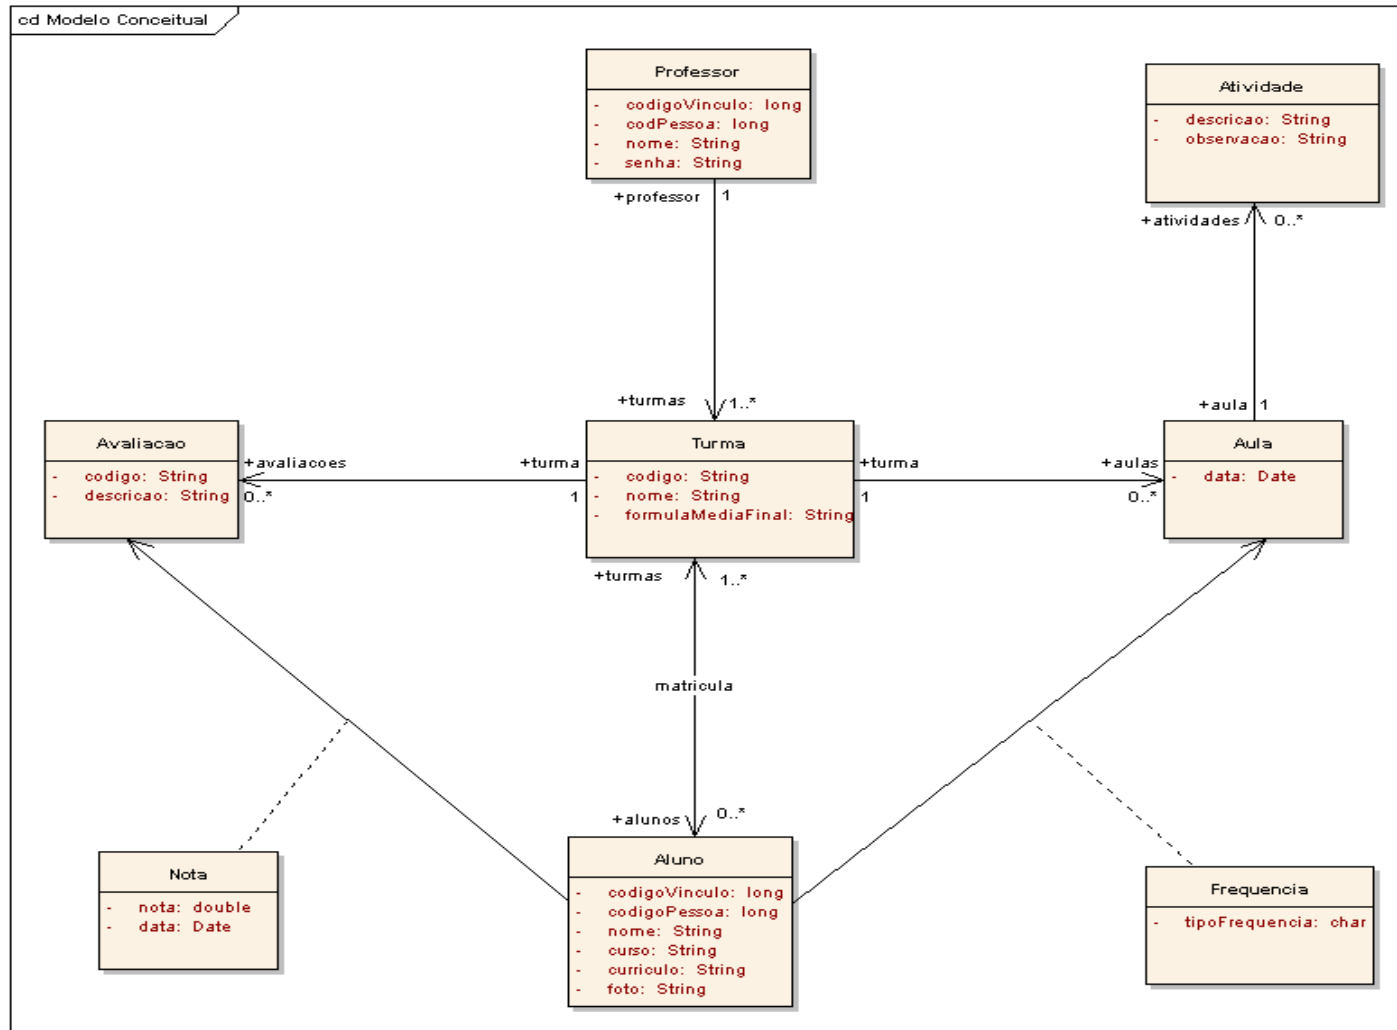 cd Modelo Conceitual
Professor
- codigoVinculo: long
- codPessoa: long
- nome: String
- senha: String
+professor 1
Atividade
- descricao: String
- observacao: String
+atividades 0..*
+turmas 1..*
+aula 1
Avaliacao
- codigo: String
- descricao: String
+avaliacoes
0..*
+turma
1
Turma
- codigo: String
- nome: String
- formulaMediaFinal: String
+turma
1
+aulas
0..*
Aula
- data: Date
+turmas 1..*
matricula
+alunos 0..*
Nota
- nota: double
- data: Date
Aluno
- codigoVinculo: long
- codigoPessoa: long
- nome: String
- curso: String
- curriculo: String
- foto: String
Frequencia
- tipoFrequencia: char